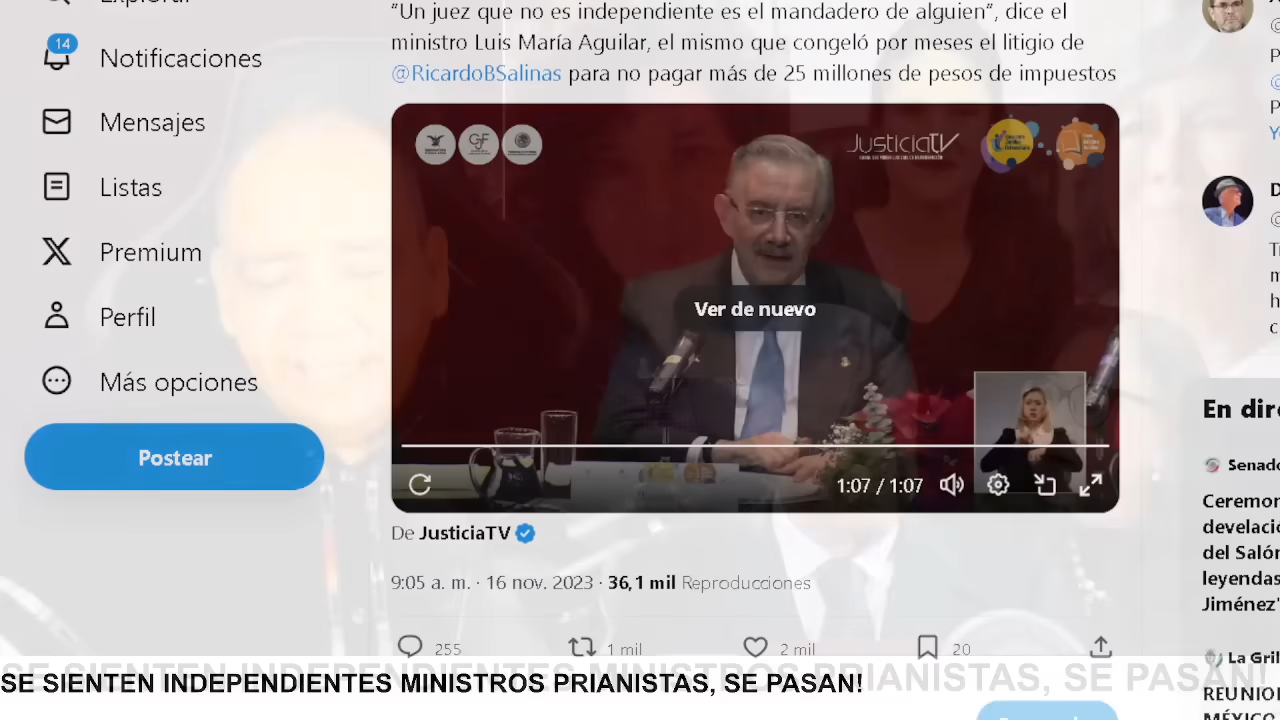 Explorar
14
Notificaciones
Mensajes
Listas
Premium
Perfil
Más opciones
Postear
“Un juez que no es independiente es el mandadero de alguien”, dice el
ministro Luis María Aguilar, el mismo que congeló por meses el litigio de
@RicardoBSalinas para no pagar más de 25 millones de pesos de impuestos
JUSTICIATV
Ver de nuevo
1:07 / 1:07
De JusticiaTV
9:05 a. m. · 16 nov. 2023 · 36,1 mil Reproducciones
255
1 mil
2 mil
20
En dire
Senado
Ceremon
develació
del Salón
leyendas
Jiménez"
La Gril
REUNION
MÉXICO
SE SIENTEN INDEPENDIENTES MINISTROS PRIANISTAS, SE PASAN!